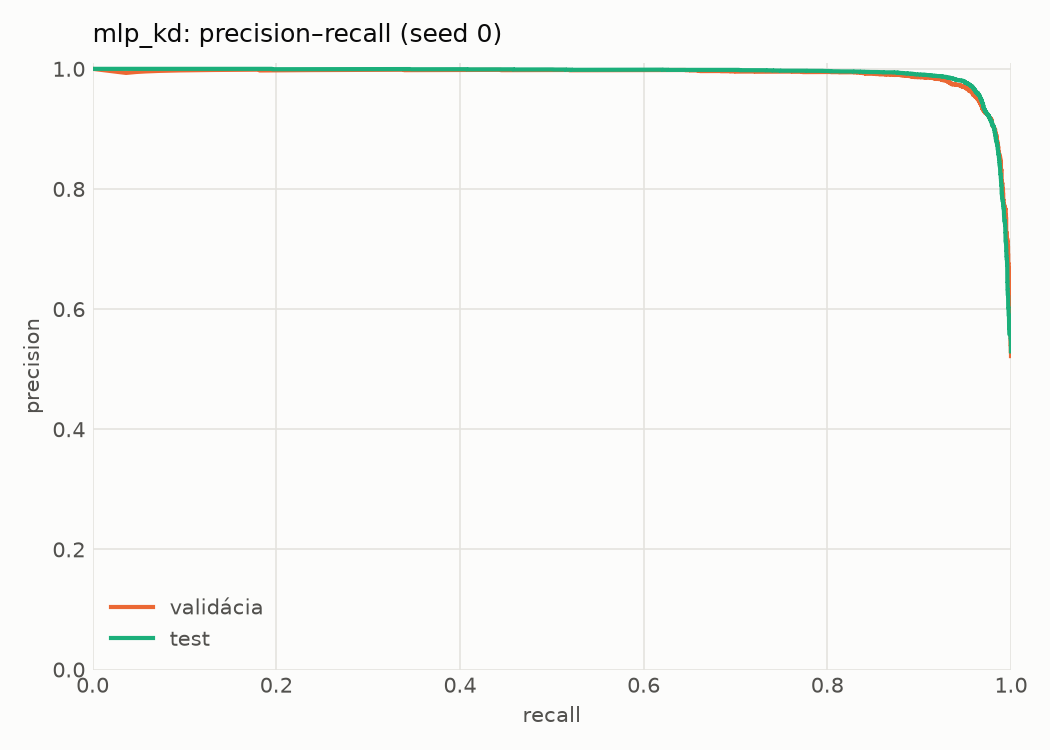 mlp_kd: precision–recall (seed 0)
1.0
0.8
0.6
0.4
0.2
0.0
precision
validácia
test
0.0 0.2 0.4 0.6 0.8 1.0
recall